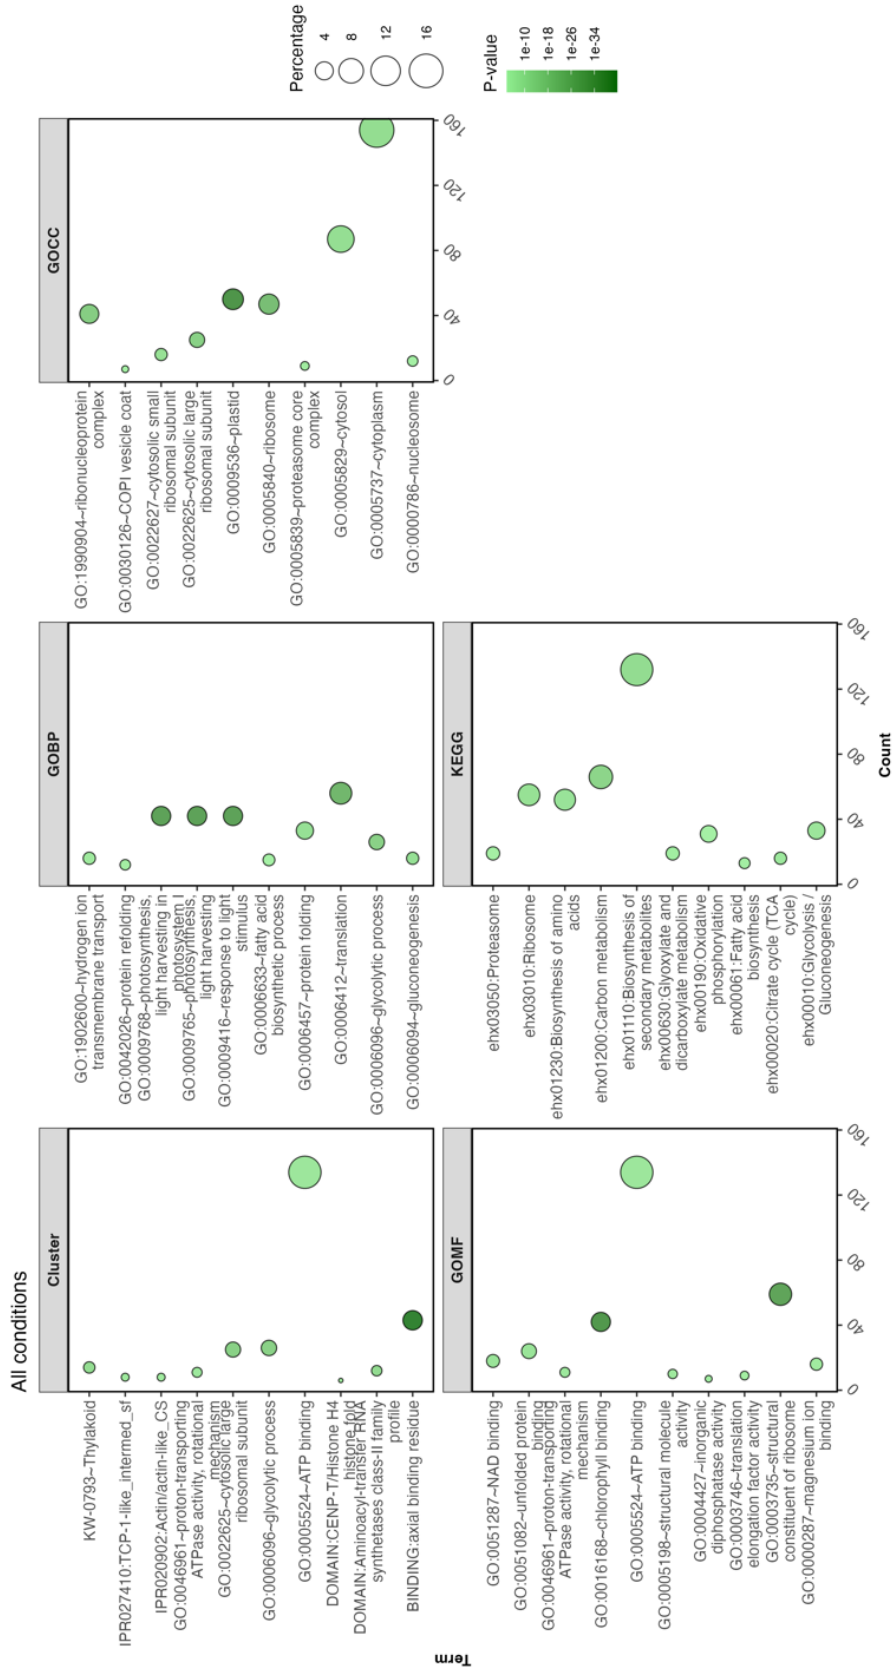 All conditions
Cluster
KW-0793~Thylakoid
IPR027410:TCP-1-like_intermed_sf
IPR020902:Actin/actin-like_CS
GO:0046961~proton-transporting
ATPase activity, rotational
mechanism
GO:0022625~cytosolic large
ribosomal subunit
GO:0006096~glycolytic process
GO:0005524~ATP binding
DOMAIN:CENP-T/Histone H4
histone fold
DOMAIN:Aminoacyl-transfer RNA
synthetases class-II family
profile
BINDING:axial binding residue
GOBP
GO:1902600~hydrogen ion
transmembrane transport
GO:0042026~protein refolding
GO:0009768~photosynthesis,
light harvesting in
photosystem I
GO:0009765~photosynthesis,
light harvesting
GO:0009416~response to light
stimulus
GO:0006633~fatty acid
biosynthetic process
GO:0006457~protein folding
GO:0006412~translation
GO:0006096~glycolytic process
GO:0006094~gluconeogenesis
GOCC
GO:1990904~ribonucleoprotein
complex
GO:0030126~COPI vesicle coat
GO:0022627~cytosolic small
ribosomal subunit
GO:0022625~cytosolic large
ribosomal subunit
GO:0009536~plastid
GO:0005840~ribosome
GO:0005839~proteasome core
complex
GO:0005829~cytosol
GO:0005737~cytoplasm
GO:0000786~nucleosome
0
40
80
120
160
GOMF
GO:0051287~NAD binding
GO:0051082~unfolded protein
binding
GO:0046961~proton-transporting
ATPase activity, rotational
mechanism
GO:0016168~chlorophyll binding
GO:0005524~ATP binding
GO:0005198~structural molecule
activity
GO:0004427~inorganic
diphosphatase activity
GO:0003746~translation
elongation factor activity
GO:0003735~structural
constituent of ribosome
GO:0000287~magnesium ion
binding
0
40
80
120
160
KEGG
ehx03050:Proteasome
ehx03010:Ribosome
ehx01230:Biosynthesis of amino
acids
ehx01200:Carbon metabolism
ehx01110:Biosynthesis of
secondary metabolites
ehx00630:Glyoxylate and
dicarboxylate metabolism
ehx00190:Oxidative
phosphorylation
ehx00061:Fatty acid
biosynthesis
ehx00020:Citrate cycle (TCA
cycle)
ehx00010:Glycolysis /
Gluconeogenesis
0
40
80
120
160
Count
Term
Percentage
4
8
12
16
P-value
1e-10
1e-18
1e-26
1e-34